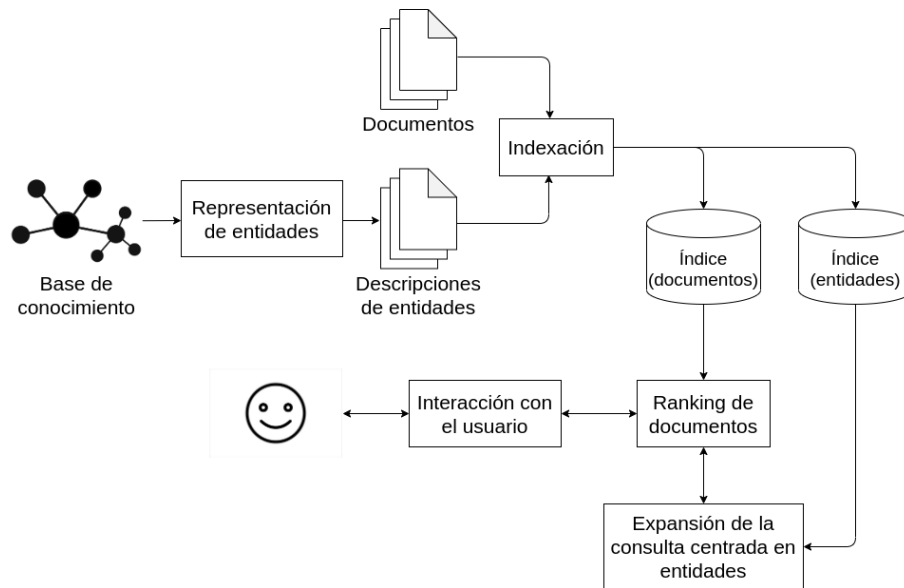 Documentos
Indexación
Representación
de entidades
Base de
conocimiento
Descripciones
de entidades
Índice
(documentos)
Índice
(entidades)
Interacción con
el usuario
Ranking de
documentos
Expansión de la
consulta centrada en
entidades